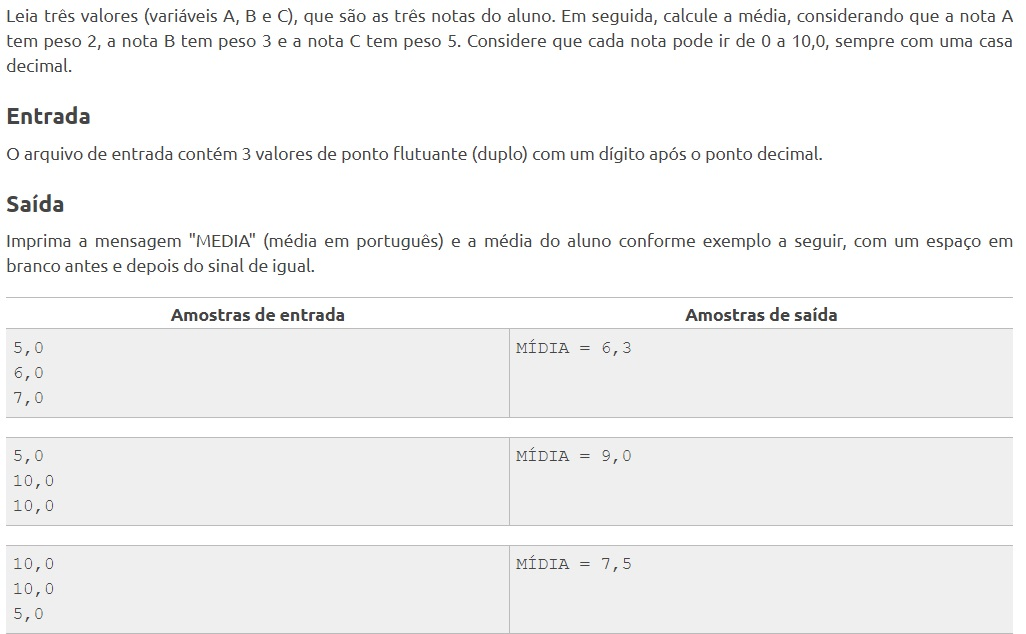 Leia três valores (variáveis A, B e C), que são as três notas do aluno. Em seguida, calcule a média, considerando que a nota A
tem peso 2, a nota B tem peso 3 e a nota C tem peso 5. Considere que cada nota pode ir de 0 a 10,0, sempre com uma casa
decimal.
Entrada
O arquivo de entrada contém 3 valores de ponto flutuante (duplo) com um dígito após o ponto decimal.
Saída
Imprima a mensagem "MEDIA" (média em português) e a média do aluno conforme exemplo a seguir, com um espaço em
branco antes e depois do sinal de igual.
Amostras de entrada Amostras de saída
5,0 MÍDIA = 6,3
6,0
7,0
5,0 MÍDIA = 9,0
10,0
10,0
10,0 MÍDIA = 7,5
10,0
5,0